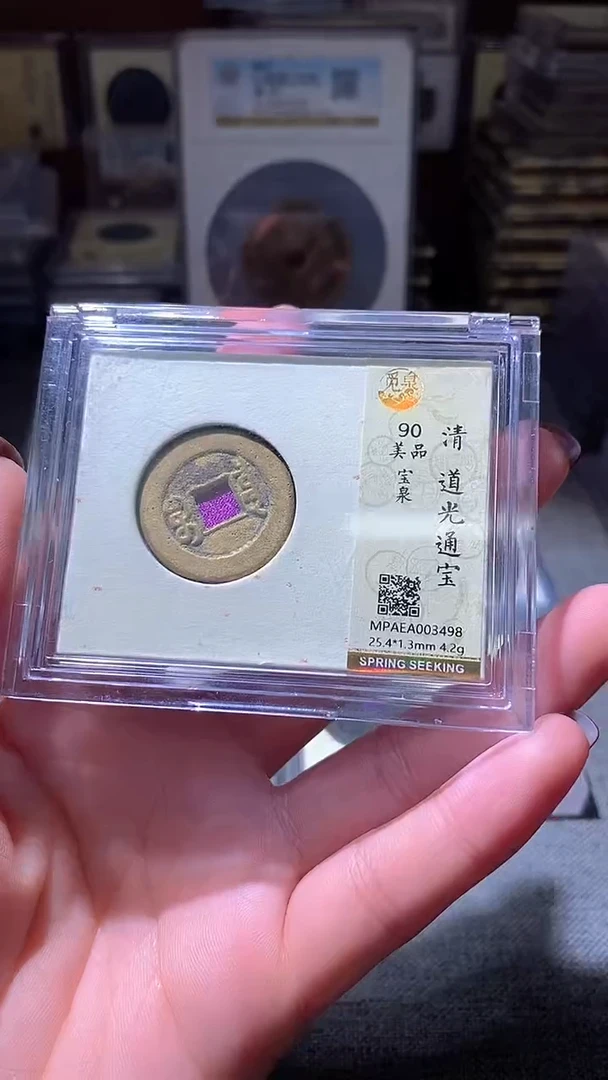 觅泉
90
美品
宝泉
清 道光通宝
MPAEA003498
25.4*1.3mm 4.2g
SPRING SEEKING